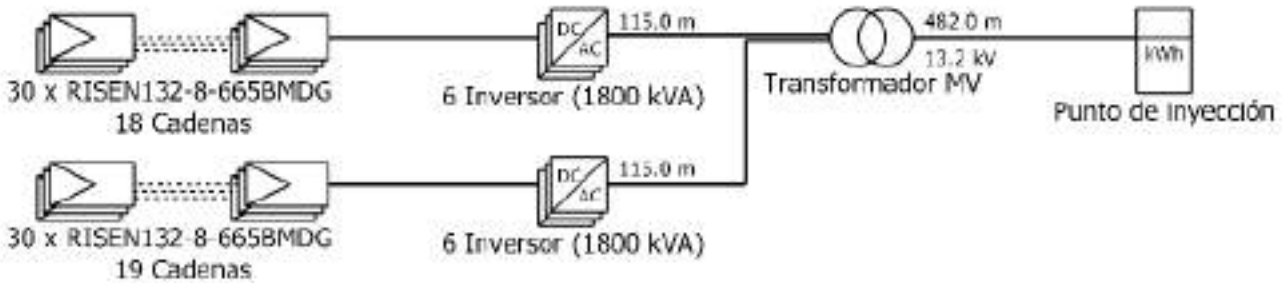 DC
AC
115.0 m
482.0 m
13.2 kV
kWh
30 x RISEN132-8-665BMDG
18 Cadenas
6 Inversor (1800 kVA)
Transformador MV
Punto de inyección
DC
AC
115.0 m
30 x RISEN132-8-665BMDG
19 Cadenas
6 Inversor (1800 kVA)